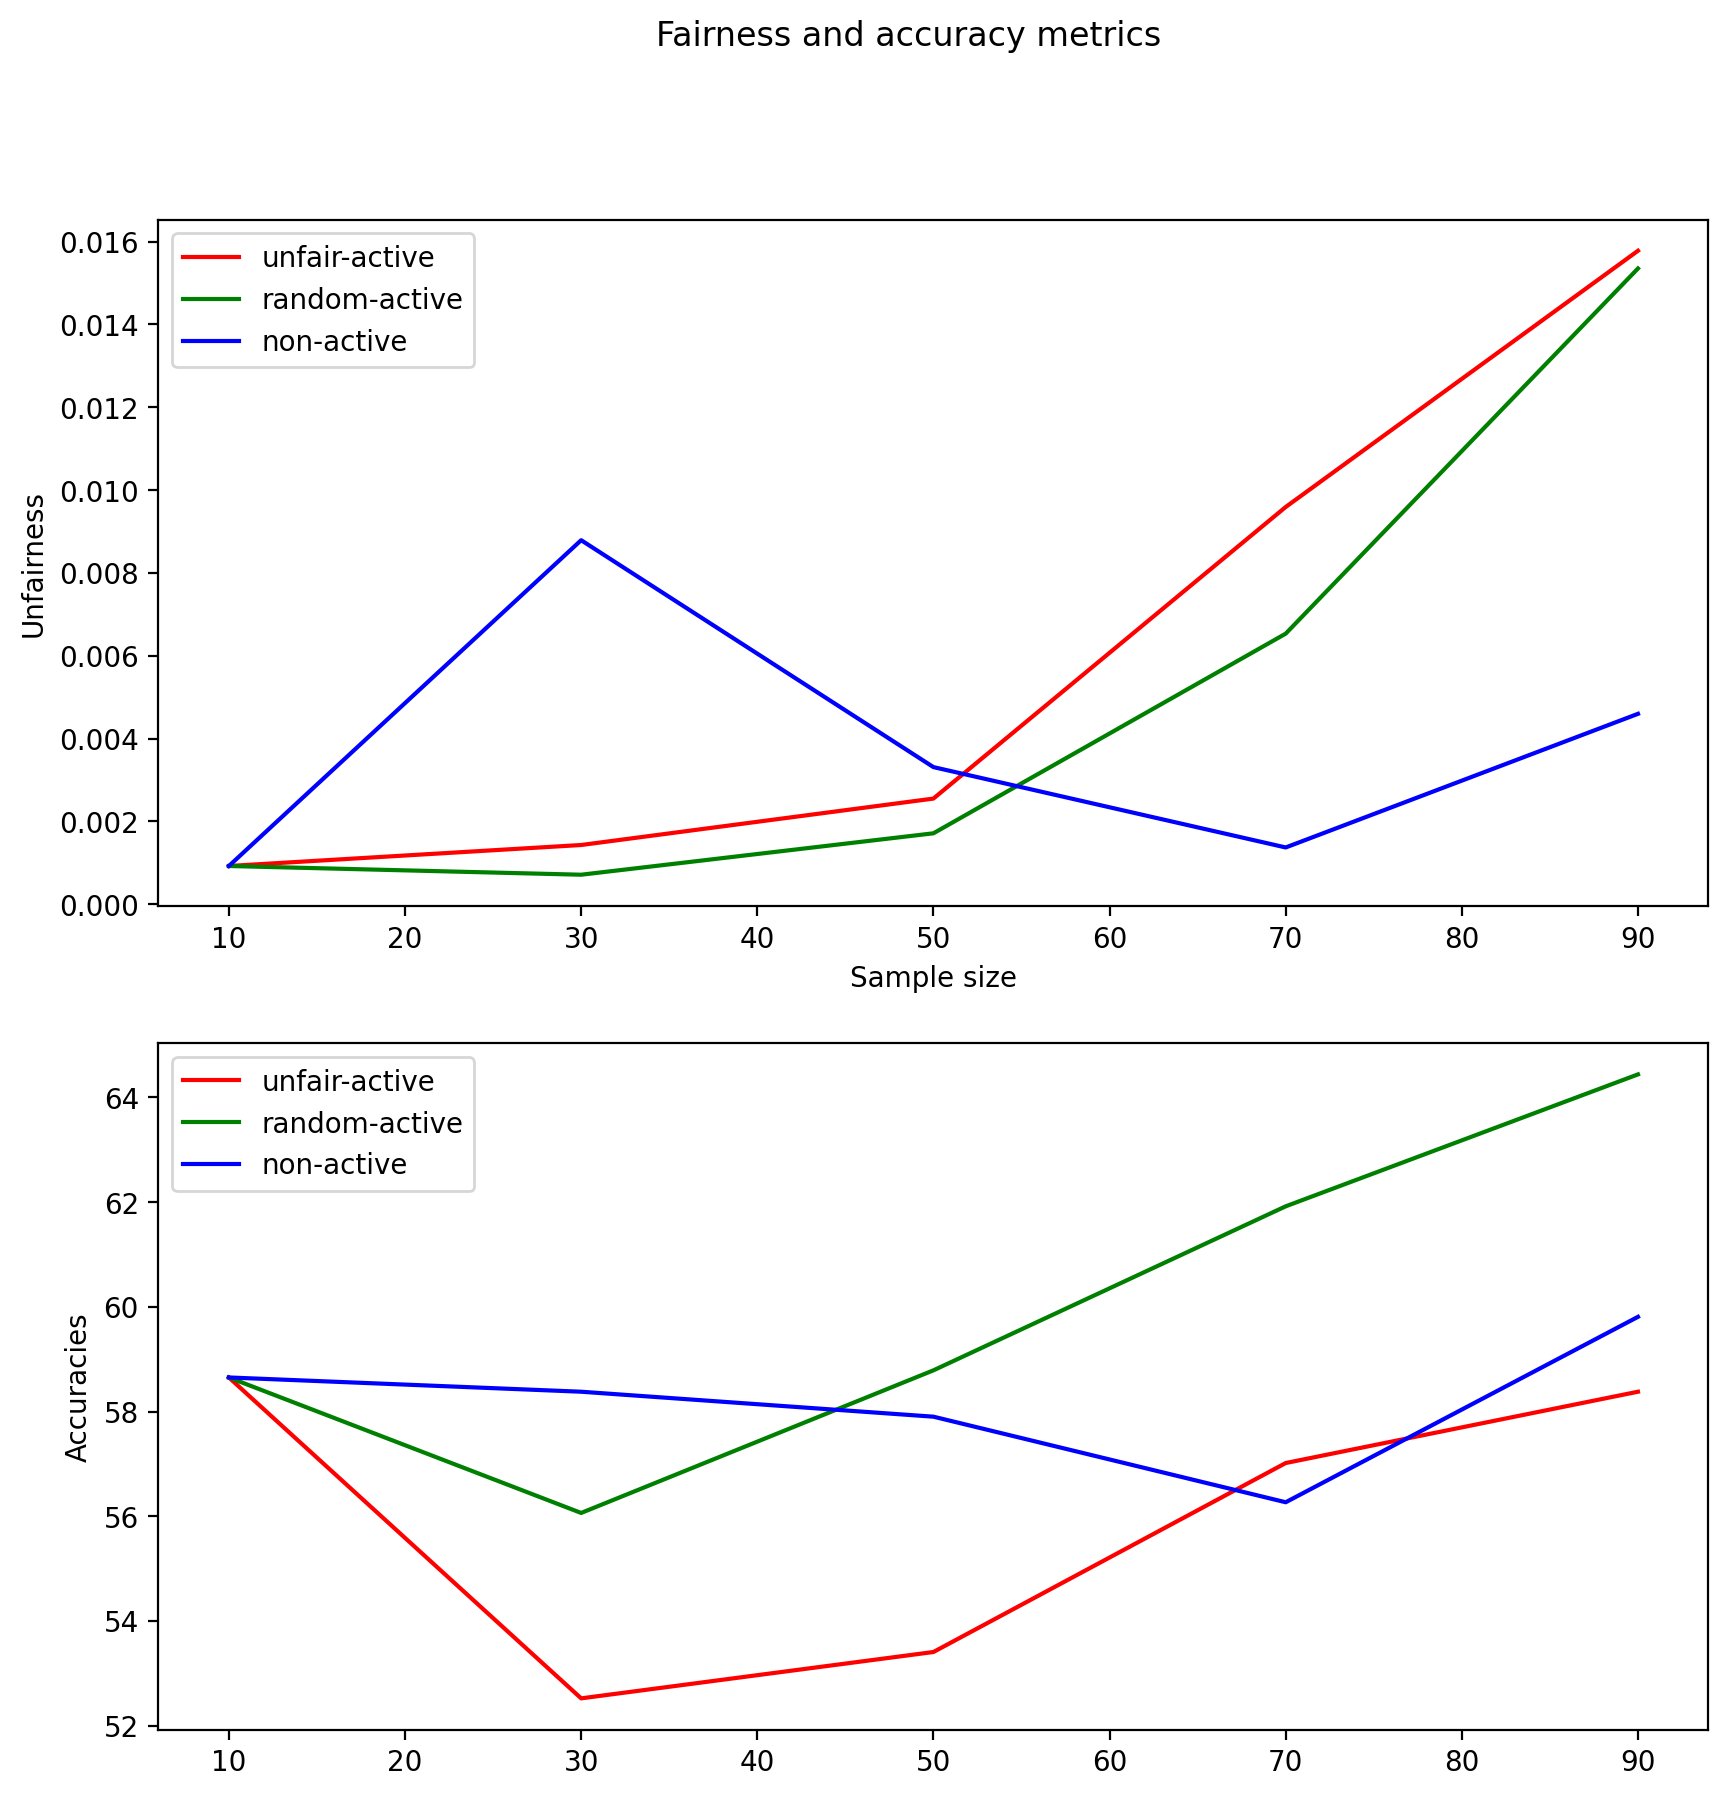 Fairness and accuracy metrics
unfair-active
random-active
non-active
0.016
0.014
0.012
0.010
0.008
0.006
0.004
0.002
0.000
Unfairness
10 20 30 40 50 60 70 80 90
Sample size
unfair-active
random-active
non-active
64
62
60
58
56
54
52
Accuracies
10 20 30 40 50 60 70 80 90